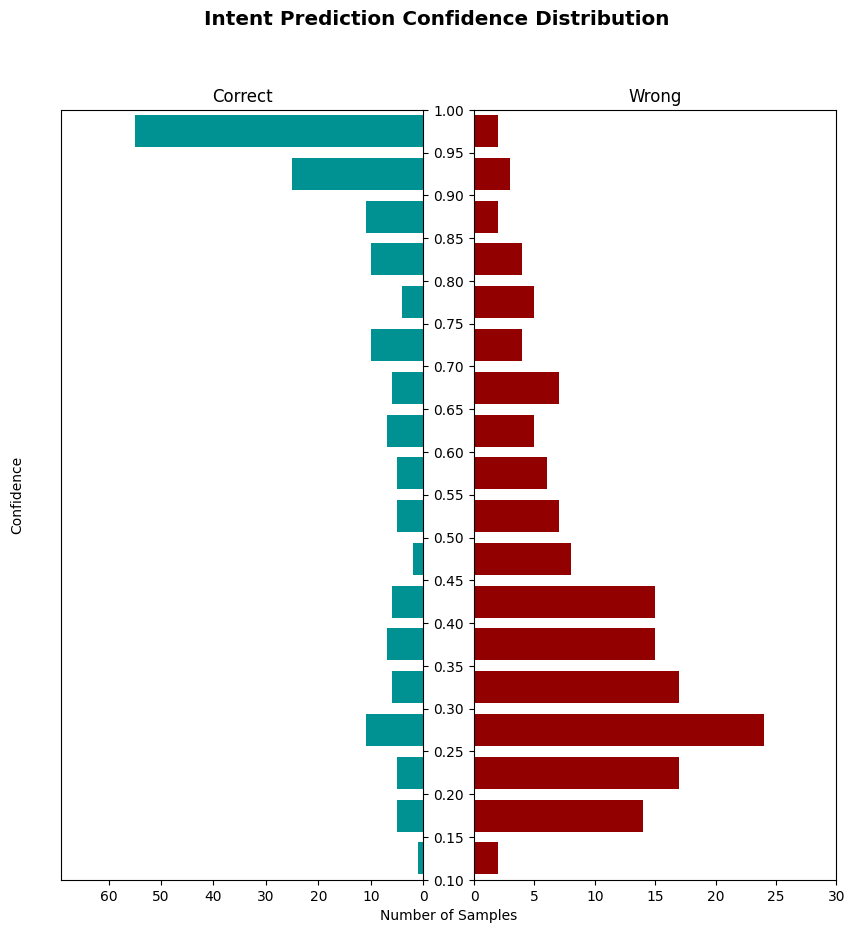 Intent Prediction Confidence Distribution
Correct
Wrong
1.00
0.95
0.90
0.85
0.80
0.75
0.70
0.65
0.60
0.55
0.50
0.45
0.40
0.35
0.30
0.25
0.20
0.15
0.10
Confidence
60 50 40 30 20 10 0
0 5 10 15 20 25 30
Number of Samples